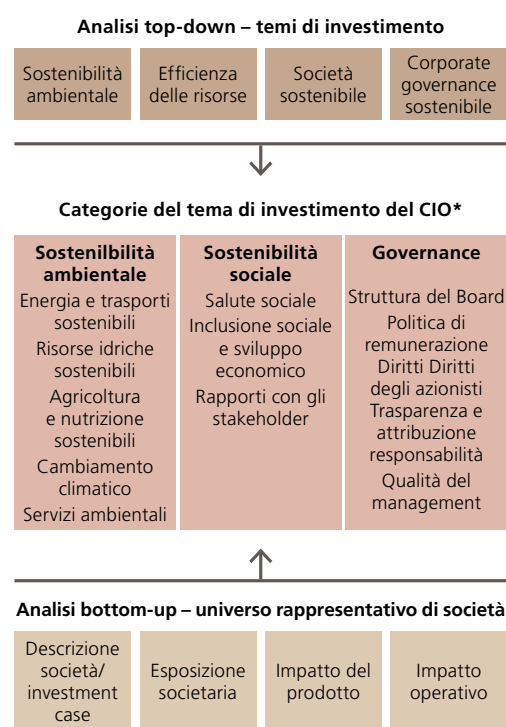 Analisi top-down – temi di investimento
Sostenibilità
ambientale
Efficienza
delle risorse
Società
sostenibile
Corporate
governance
sostenibile
Categorie del tema di investimento del CIO*
Sostenilbilità
ambientale
Energia e trasporti
sostenibili
Risorse idriche
sostenibili
Agricoltura
e nutrizione
sostenibili
Cambiamento
climatico
Servizi ambientali
Sostenibilità
sociale
Salute sociale
Inclusione sociale
e sviluppo
economico
Rapporti con gli
stakeholder
Governance
Struttura del Board
Politica di
remunerazione
Diritti Diritti
degli azionisti
Trasparenza e
attribuzione
responsabilità
Qualità del
management
Analisi bottom-up – universo rappresentativo di società
Descrizione
società/
investment
case
Esposizione
societaria
Impatto del
prodotto
Impatto
operativo